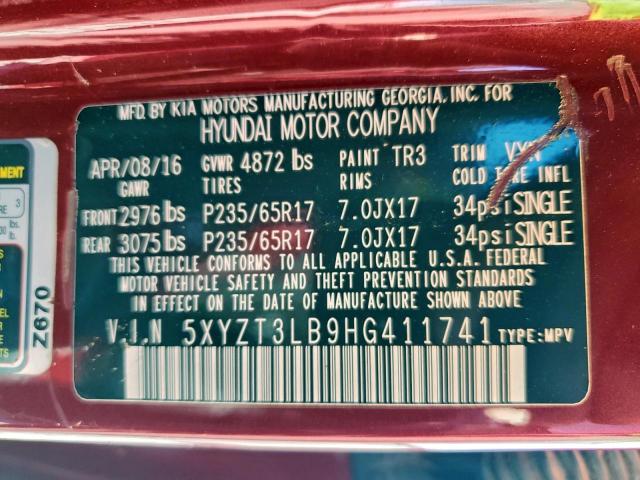 MFD. BY KIA MOTORS MANUFACTURING GEORGIA, INC. FOR
HYUNDAI MOTOR COMPANY
APR/08/16 GVWR 4872 lbs PAINT TR3 TRIM
GAWR TIRES RIMS COLD TIRE INFL
FRONT 2976 lbs P235/65R17 7.0JX17 34psi SINGLE
REAR 3075 lbs P235/65R17 7.0JX17 34psi SINGLE
THIS VEHICLE CONFORMS TO ALL APPLICABLE U.S.A. FEDERAL
MOTOR VEHICLE SAFETY AND THEFT PREVENTION STANDARDS
IN EFFECT ON THE DATE OF MANUFACTURE SHOWN ABOVE.
V.I.N 5XYZT3LB9HG411741 TYPE: MPV
Z670